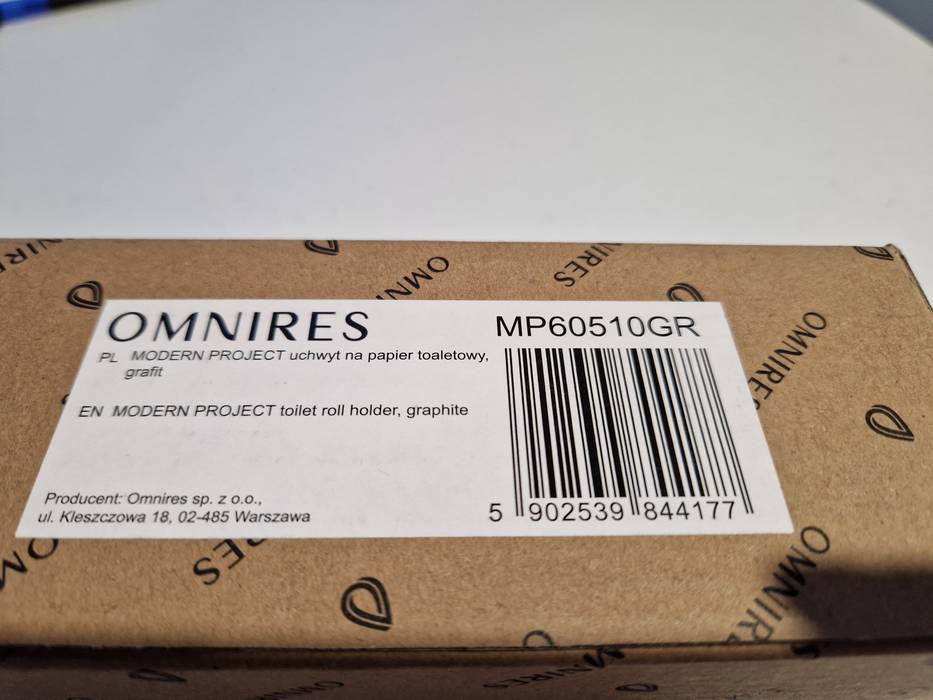 OMNIRES
MP60510GR
PL MODERN PROJECT uchwyt na papier toaletowy,
grafit
EN MODERN PROJECT toilet roll holder, graphite
Producent: Omnires sp. z o.o.,
ul. Kleszczowa 18, 02-485 Warszawa
5 902539 844177
OMNIRES